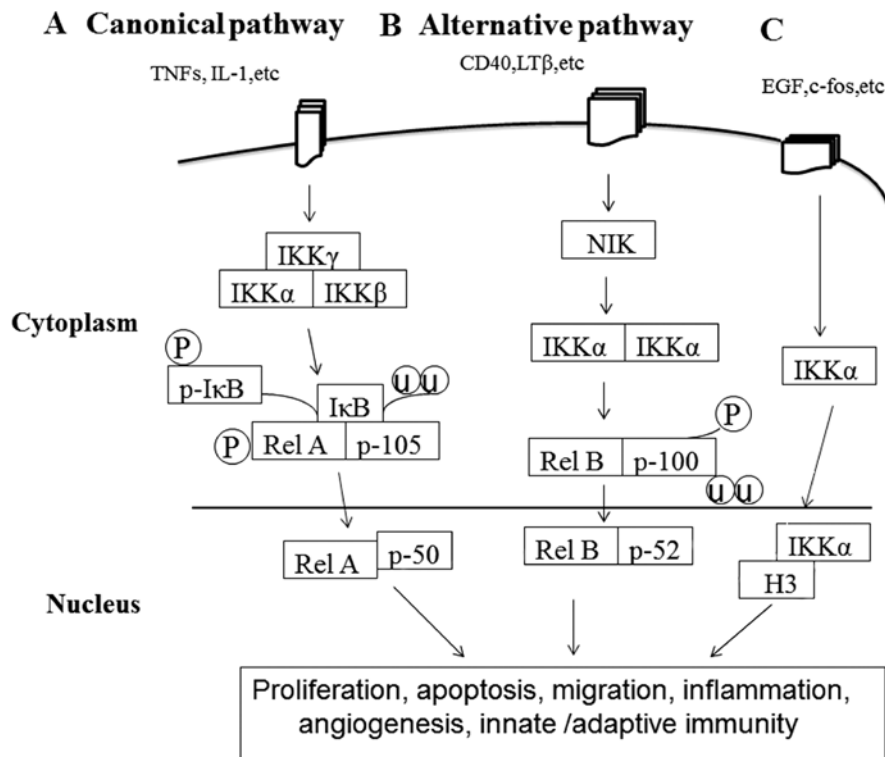 A Canonical pathway
B Alternative pathway
C
TNFs, IL-1,etc
CD40,LTβ,etc
EGF,c-fos,etc
NIK
IKKγ
IKKα IKKβ
Cytoplasm
IKKα IKKα
IKKα
P
p-IκB
IκB
u u
P
Rel A p-105
P
Rel B p-100
u u
Rel A p-50
Rel B p-52
IKKα
H3
Nucleus
Proliferation, apoptosis, migration, inflammation,
angiogenesis, innate /adaptive immunity